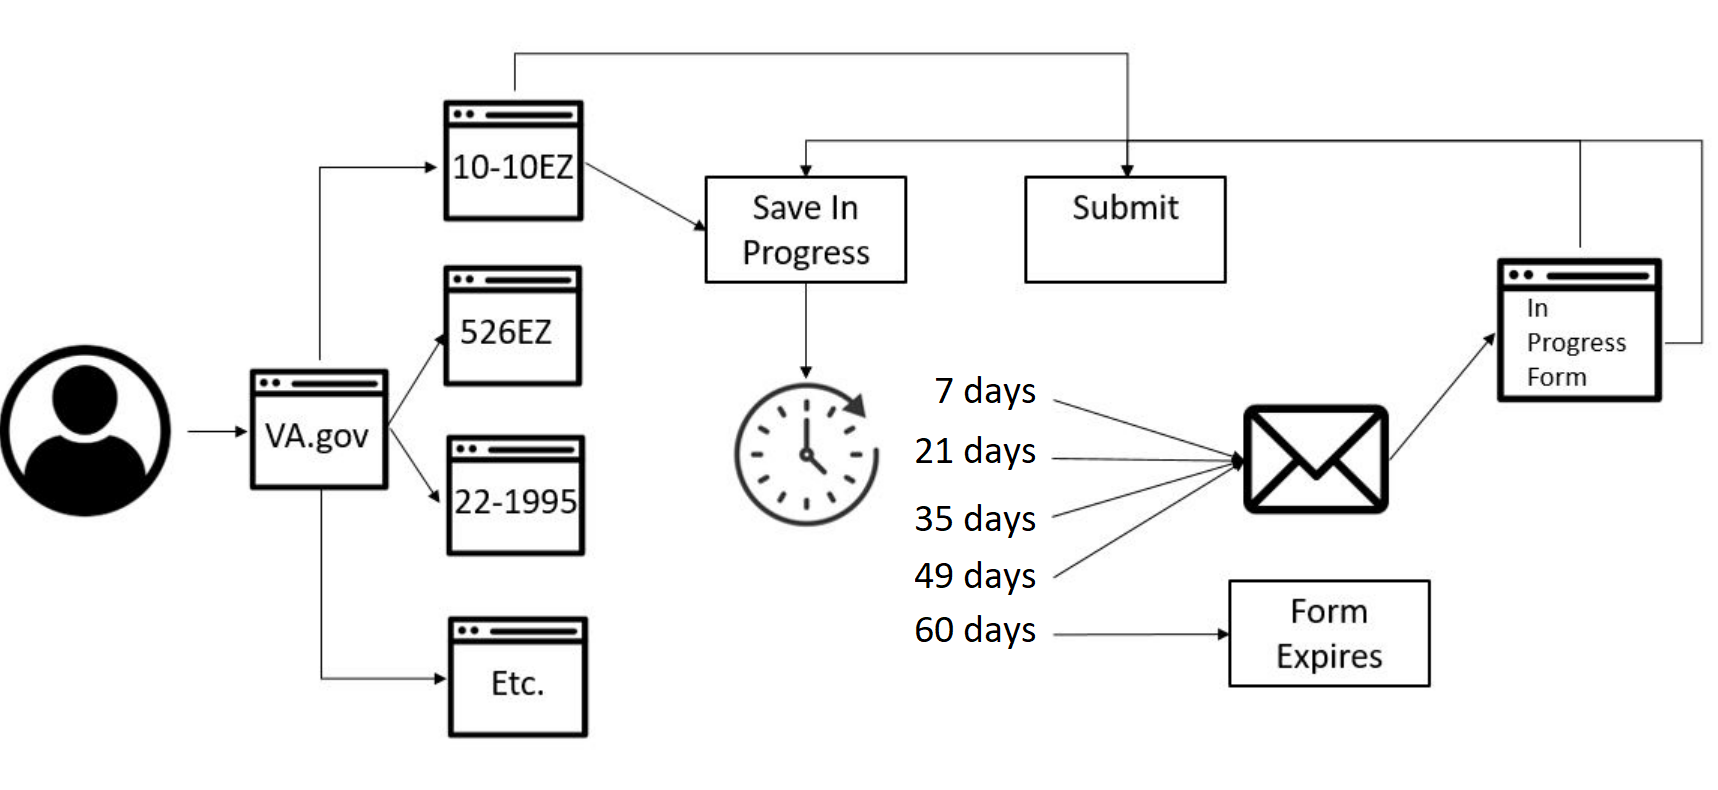 10-10EZ
526EZ
VA.gov
22-1995
Etc.
Save In
Progress
Submit
In
Progress
Form
7 days
21 days
35 days
49 days
60 days
Form
Expires